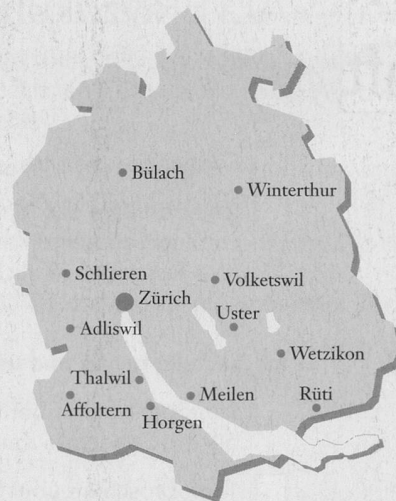 Bülach
Winterthur
Schlieren
Volketswil
Zürich
Uster
Adliswil
Wetzikon
Thalwil
Meilen
Rüti
Affoltern
Horgen